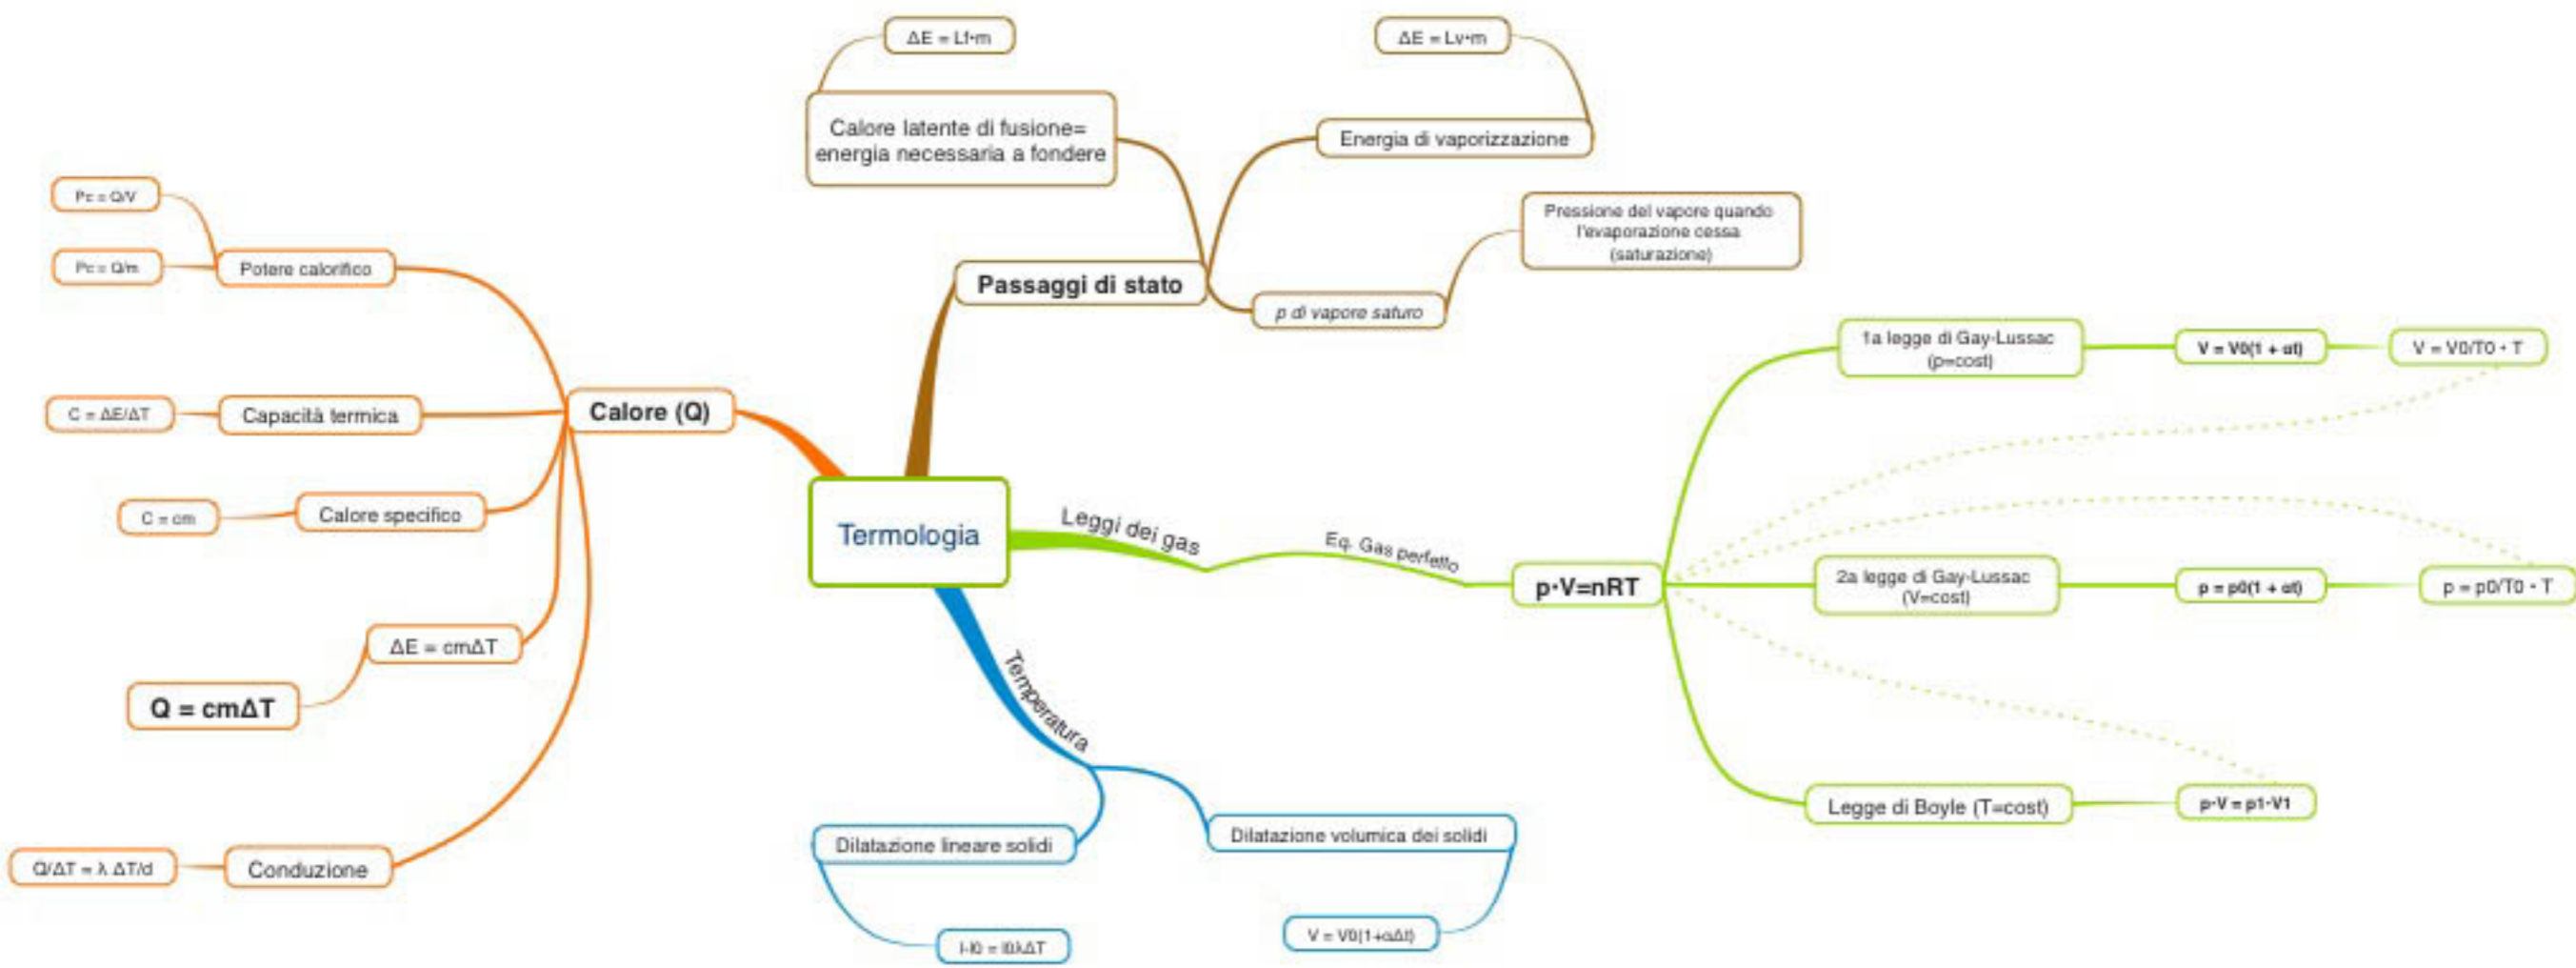 ΔE = Lf•m
ΔE = Lv•m
Calore latente di fusione=
energia necessaria a fondere
Energia di vaporizzazione
Pressione del vapore quando
l'evaporazione cessa
(saturazione)
Passaggi di stato
p di vapore saturo
Pc = Q/V
Pc = Q/m
Potere calorifico
C = ΔE/ΔT
Capacità termica
Calore (Q)
C = cm
Calore specifico
ΔE = cmΔT
Q = cmΔT
Q/ΔT = λ ΔT/d
Conduzione
Termologia
Leggi dei gas
Eq. Gas perfetto
p•V=nRT
1a legge di Gay-Lussac
(p=cost)
V = V0(1 + αt)
V = V0/T0 • T
2a legge di Gay-Lussac
(V=cost)
p = p0(1 + αt)
p = p0/T0 • T
Legge di Boyle (T=cost)
p•V = p1•V1
Temperatura
Dilatazione lineare solidi
l-l0 = l0λΔT
Dilatazione volumica dei solidi
V = V0(1+αΔt)